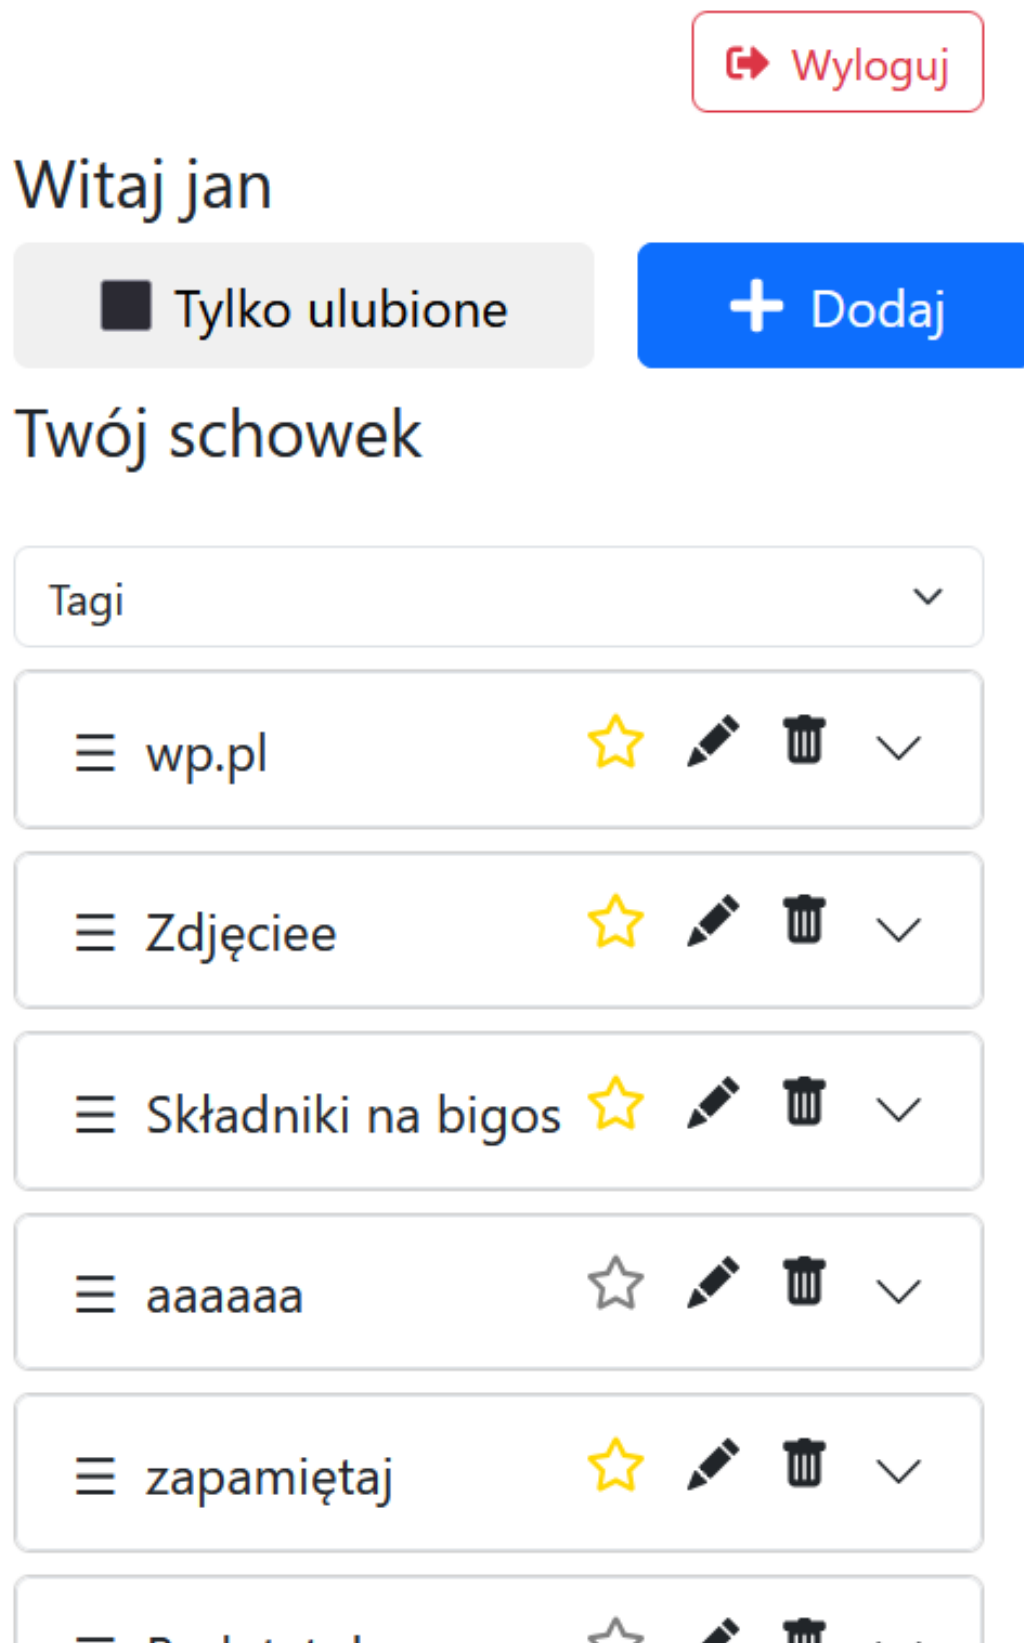 Wyloguj
Witaj jan
Tylko ulubione
Dodaj
Twój schowek
Tagi
wp.pl
Zdjęciee
Składniki na bigos
aaaaaa
zapamiętaj